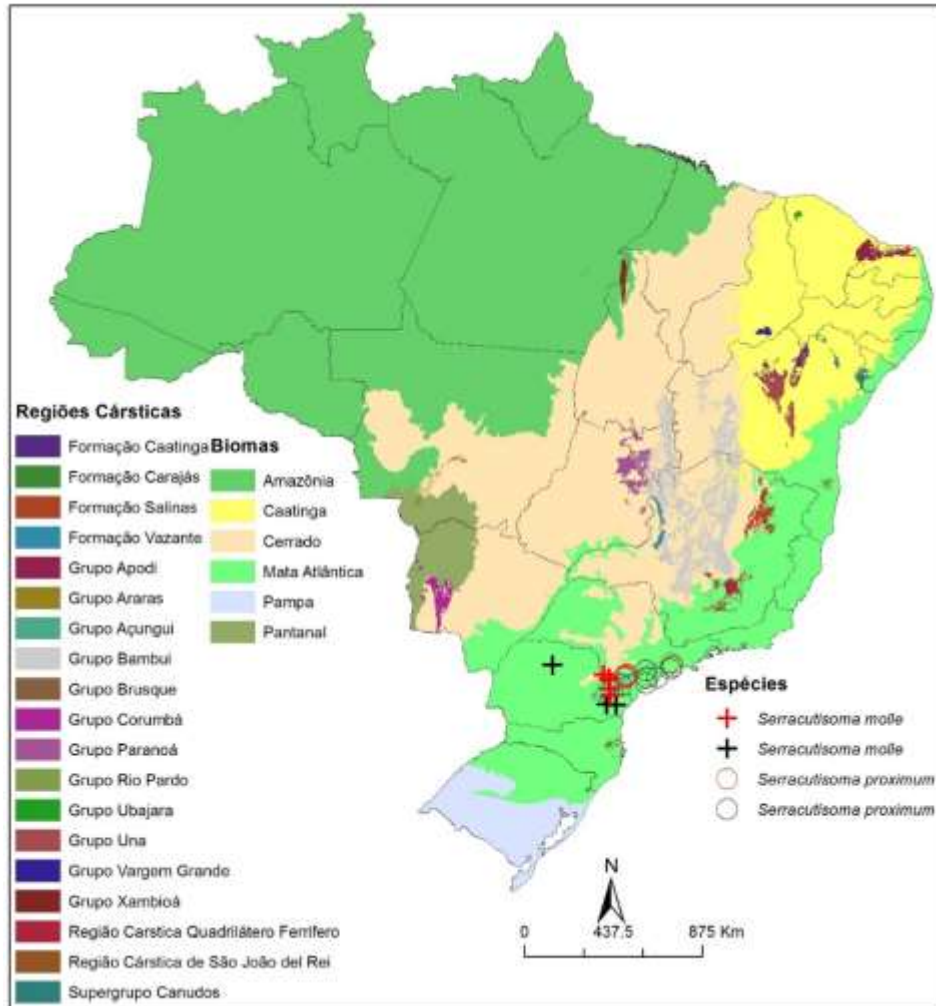 Regiões Cársticas
Formação Caatinga
Formação Carajás
Formação Salinas
Formação Vazante
Grupo Apodi
Grupo Araras
Grupo Açungui
Grupo Bambui
Grupo Brusque
Grupo Corumbá
Grupo Paranoá
Grupo Rio Pardo
Grupo Ubajara
Grupo Una
Grupo Vargem Grande
Grupo Xambioá
Região Carstica Quadrilátero Ferrífero
Região Cárstica de São João del Rei
Supergrupo Canudos
Biomas
Amazônia
Caatinga
Cerrado
Mata Atlântica
Pampa
Pantanal
Espécies
Serracutisoma molle
Serracutisoma molle
Serracutisoma proximum
Serracutisoma proximum
N
0 437.5 875 Km